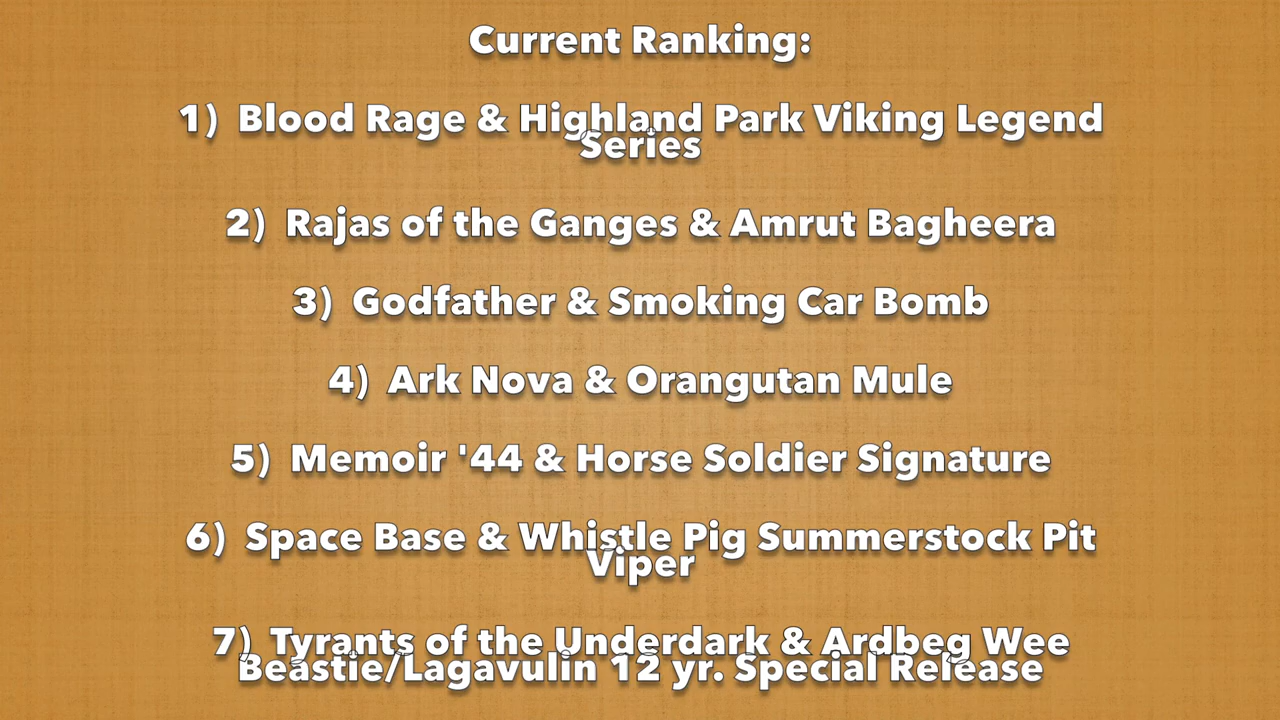 Current Ranking:
1) Blood Rage & Highland Park Viking Legend
Series
2) Rajas of the Ganges & Amrut Bagheera
3) Godfather & Smoking Car Bomb
4) Ark Nova & Orangutan Mule
5) Memoir '44 & Horse Soldier Signature
6) Space Base & Whistle Pig Summerstock Pit
Viper
7) Tyrants of the Underdark & Ardbeg Wee
Beastie/Lagavulin 12 yr. Special Release